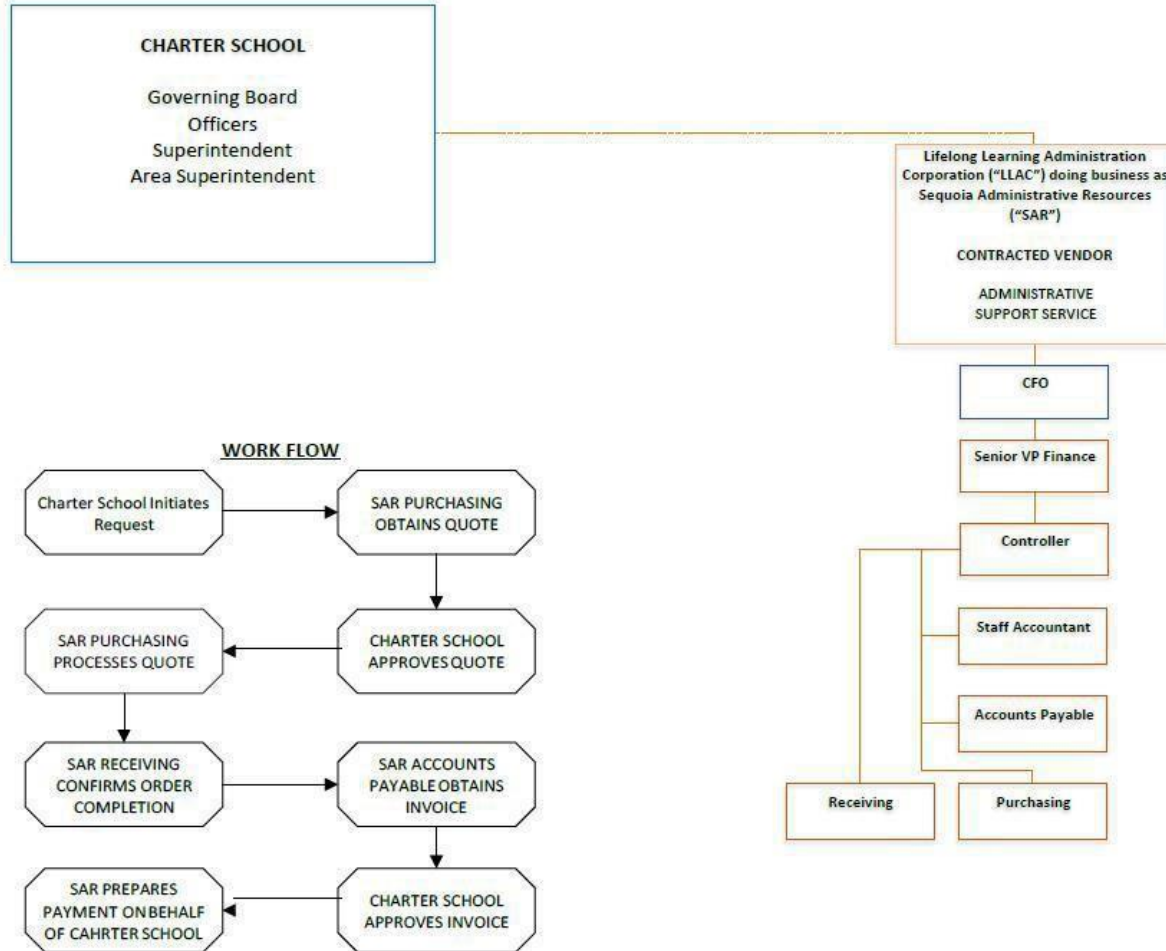 CHARTER SCHOOL
Governing Board
Officers
Superintendent
Area Superintendent
Lifelong Learning Administration
Corporation (“LLAC”) doing business as
Sequoia Administrative Resources
(“SAR”)
CONTRACTED VENDOR
ADMINISTRATIVE
SUPPORT SERVICE
CFO
Senior VP Finance
Controller
Staff Accountant
Accounts Payable
Receiving
Purchasing
WORK FLOW
Charter School Initiates
Request
SAR PURCHASING
OBTAINS QUOTE
CHARTER SCHOOL
APPROVES QUOTE
SAR PURCHASING
PROCESSES QUOTE
SAR RECEIVING
CONFIRMS ORDER
COMPLETION
SAR ACCOUNTS
PAYABLE OBTAINS
INVOICE
CHARTER SCHOOL
APPROVES INVOICE
SAR PREPARES
PAYMENT ON BEHALF
OF CAHRTER SCHOOL